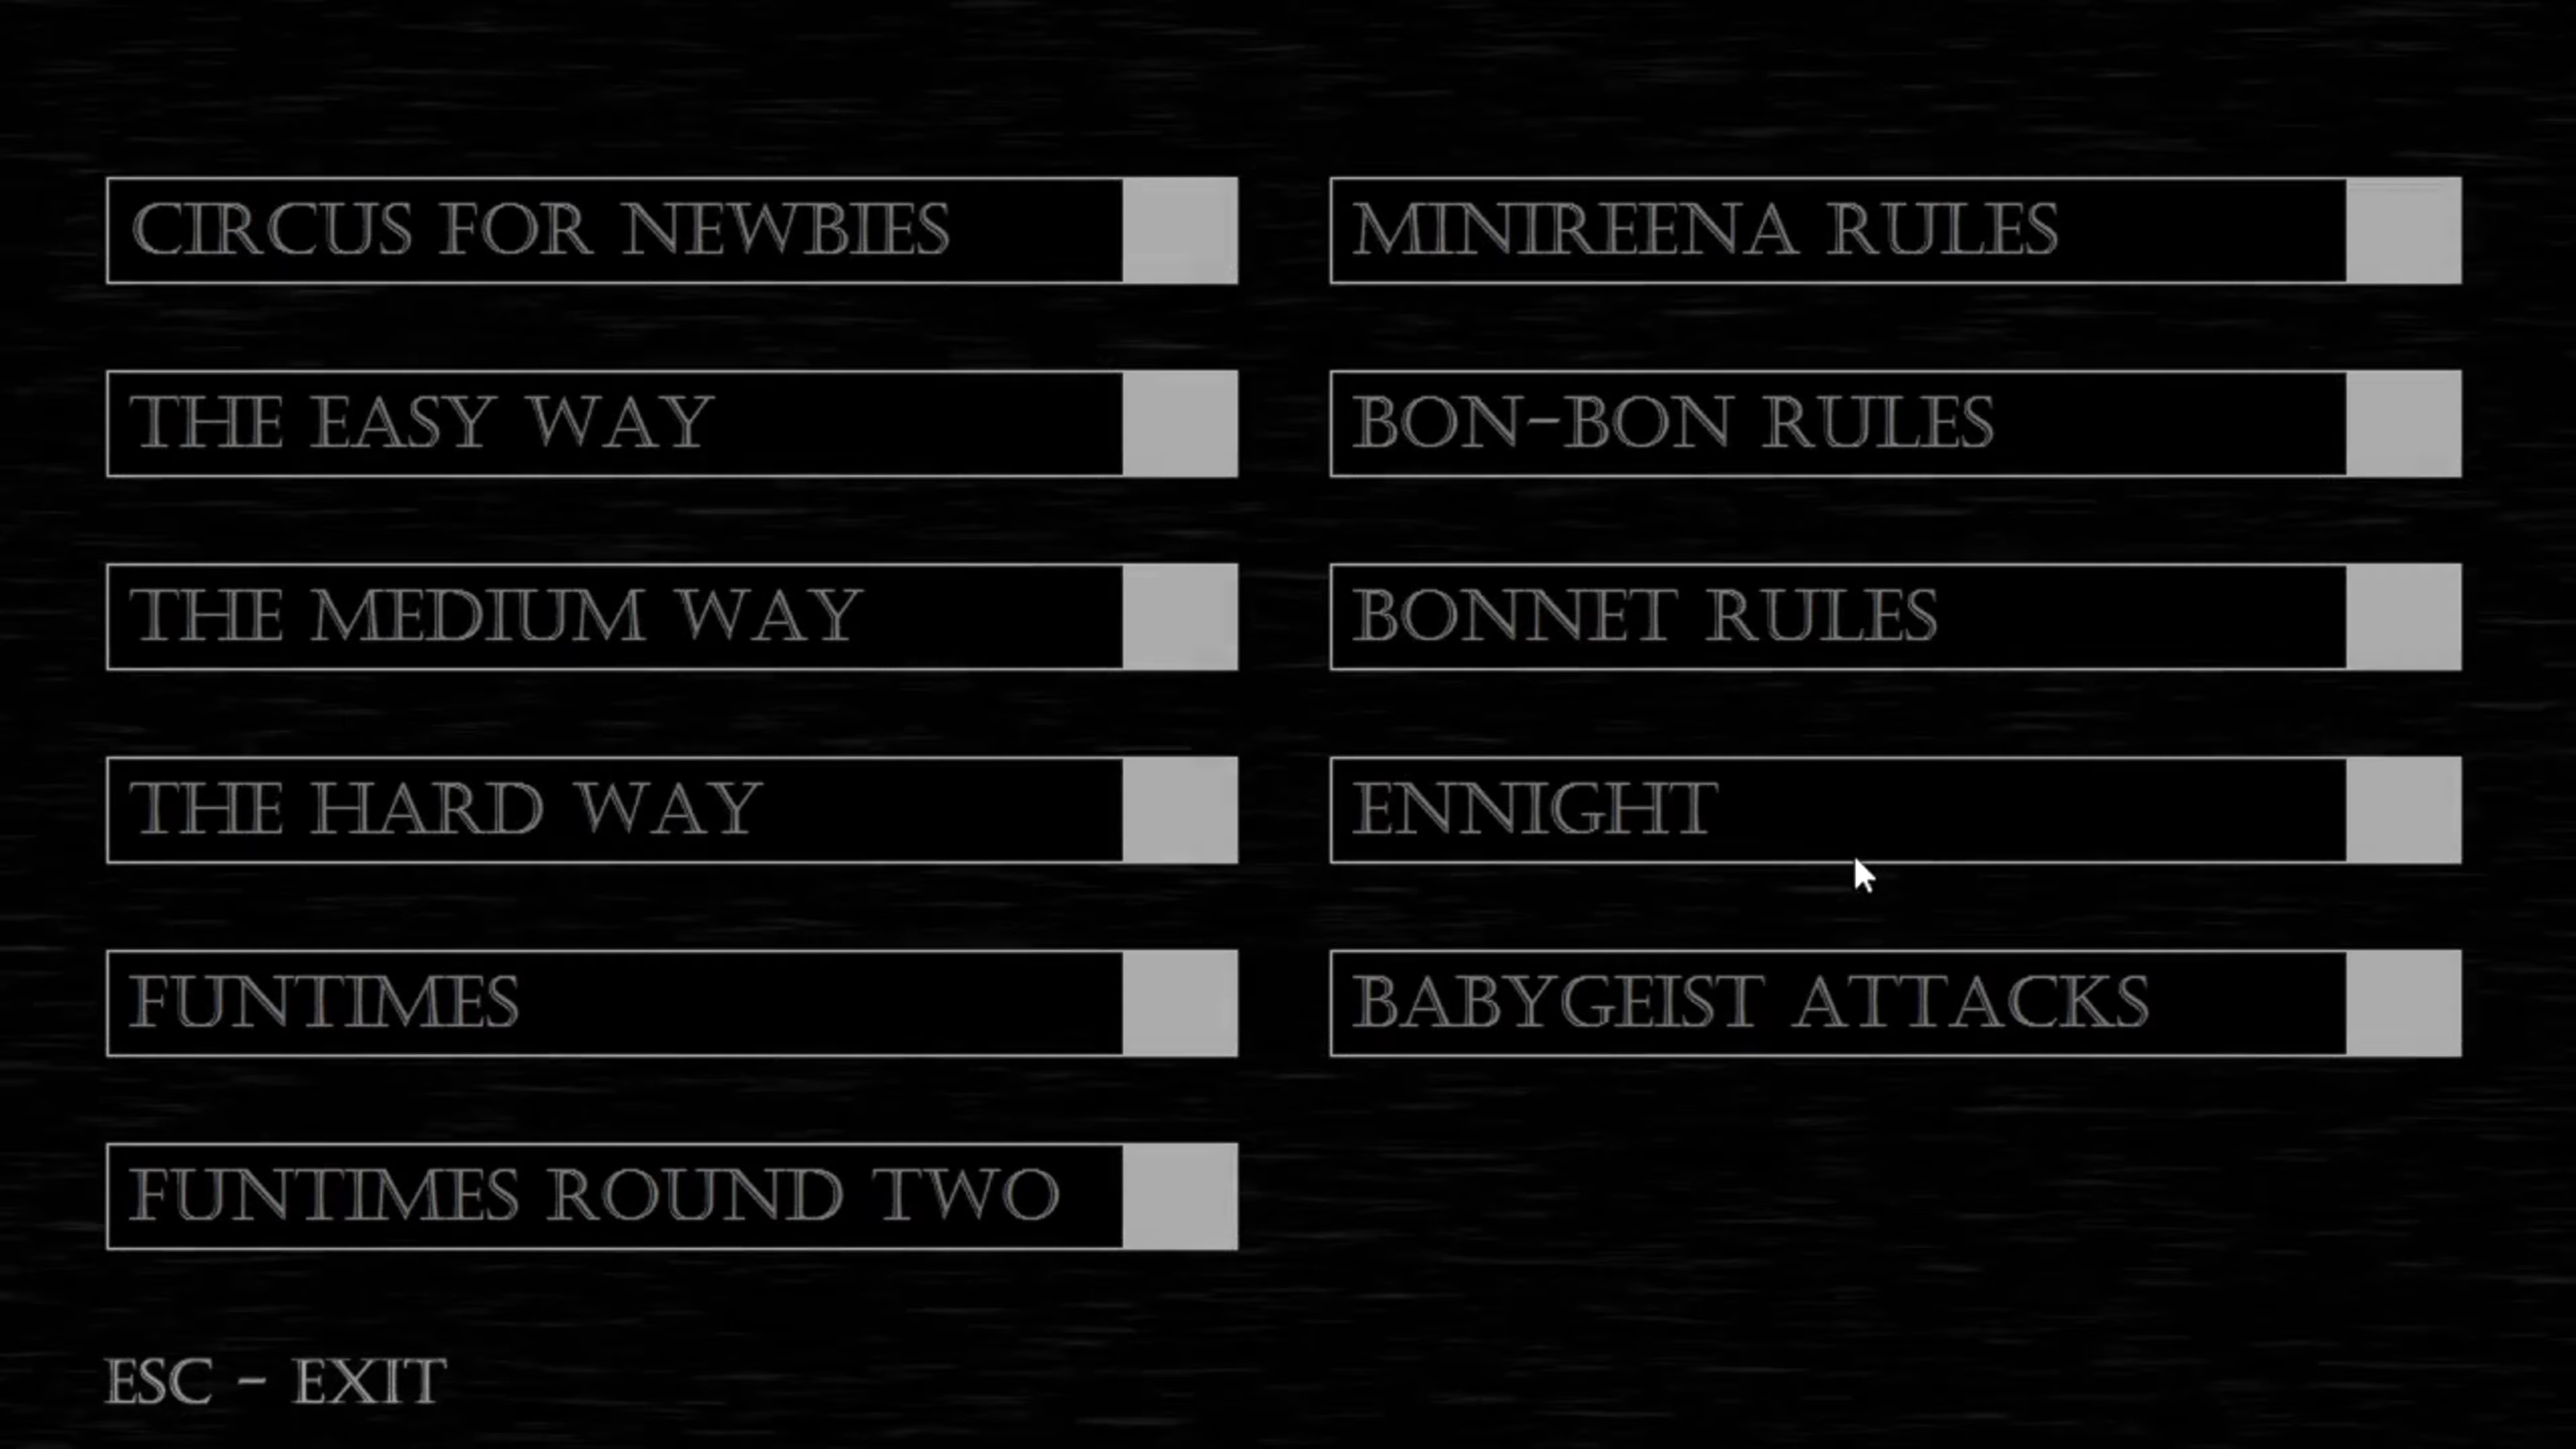 CIRCUS FOR NEWBIES
THE EASY WAY
THE MEDIUM WAY
THE HARD WAY
FUNTIMES
FUNTIMES ROUND TWO
MINIREENA RULES
BON-BON RULES
BONNET RULES
ENNIGHT
BABYGEIST ATTACKS
ESC - EXIT